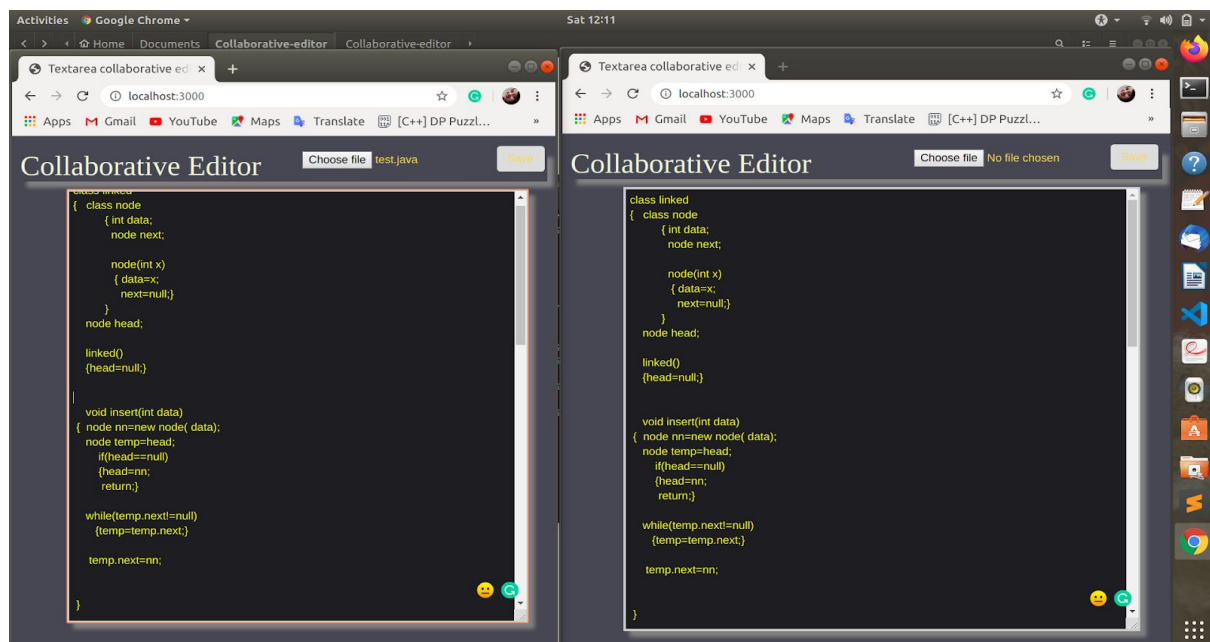 Activities Google Chrome Sat 12:11
Home Documents Collaborative-editor Collaborative-editor
Textarea collaborative ed
localhost:3000
Apps Gmail YouTube Maps Translate [C++] DP Puzzl... »
Collaborative Editor Choose file test.java Save
class linked
{ class node
{ int data;
node next;
node(int x)
{ data=x;
next=null;}
}
node head;
linked()
{head=null;}
void insert(int data)
{ node nn=new node( data);
node temp=head;
if(head==null)
{head=nn;
return;}
while(temp.next!=null)
{temp=temp.next;}
temp.next=nn;
}
Textarea collaborative ed
localhost:3000
Apps Gmail YouTube Maps Translate [C++] DP Puzzl... »
Collaborative Editor Choose file No file chosen Save
class linked
{ class node
{ int data;
node next;
node(int x)
{ data=x;
next=null;}
}
node head;
linked()
{head=null;}
void insert(int data)
{ node nn=new node( data);
node temp=head;
if(head==null)
{head=nn;
return;}
while(temp.next!=null)
{temp=temp.next;}
temp.next=nn;
}